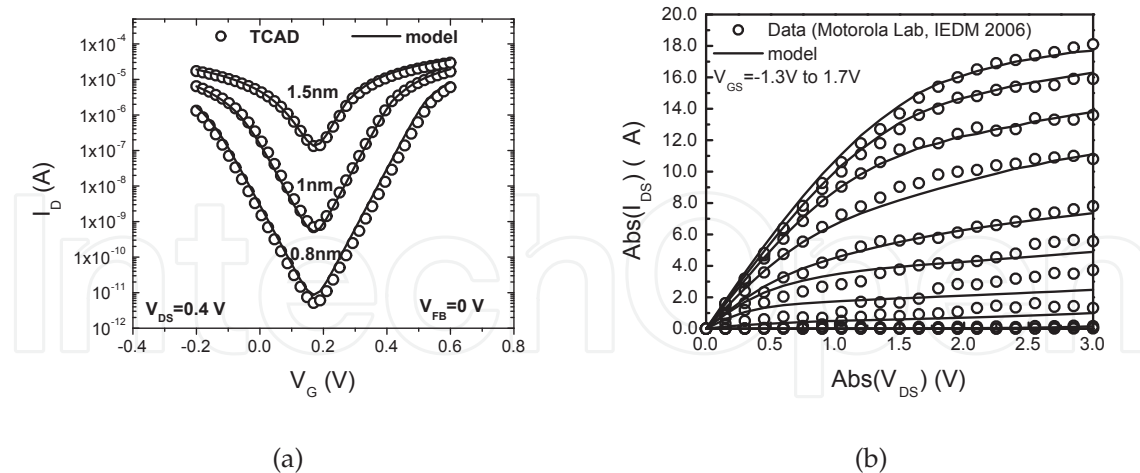 TCAD model
1x10⁻³
1x10⁻⁴
1x10⁻⁵
1x10⁻⁶
1x10⁻⁷
1x10⁻⁸
1x10⁻⁹
1x10⁻¹⁰
1x10⁻¹¹
1x10⁻¹²
I_D (A)
1.5nm
1nm
0.8nm
V_DS=0.4V V_FB=0 V
-0.4 -0.2 0.0 0.2 0.4 0.6 0.8
V_G (V)
(a)
20.0
18.0
16.0
14.0
12.0
10.0
8.0
6.0
4.0
2.0
0.0
Abs(I_DS) ( A)
Data (Motorola Lab, IEDM 2006)
model
V_GS=-1.3V to 1.7V
0.0 0.5 1.0 1.5 2.0 2.5 3.0
Abs(V_DS) (V)
(b)
IntechOpen